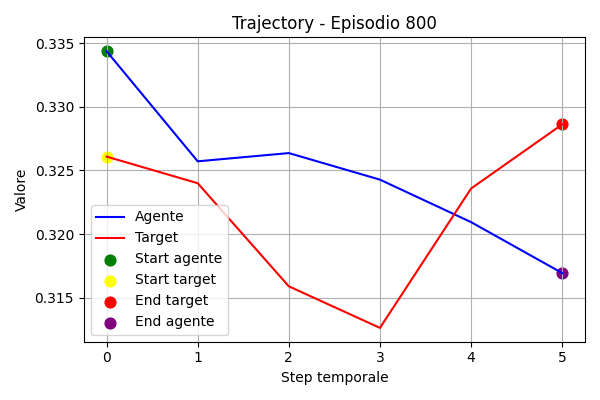 Trajectory - Episodio 800
Valore
0.335
0.330
0.325
0.320
0.315
Agente
Target
Start agente
Start target
End target
End agente
0 1 2 3 4 5
Step temporale